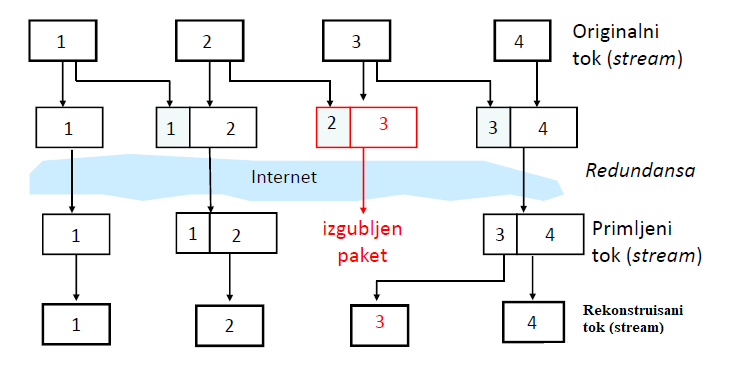 1 2 3 4 Originalni
tok (stream)
1 1 2 2 3 3 4
Internet
Redundansa
1 1 2 izgubljen 3 4 Primljeni
paket tok (stream)
1 2 3 4 Rekonstruisani
tok (stream)